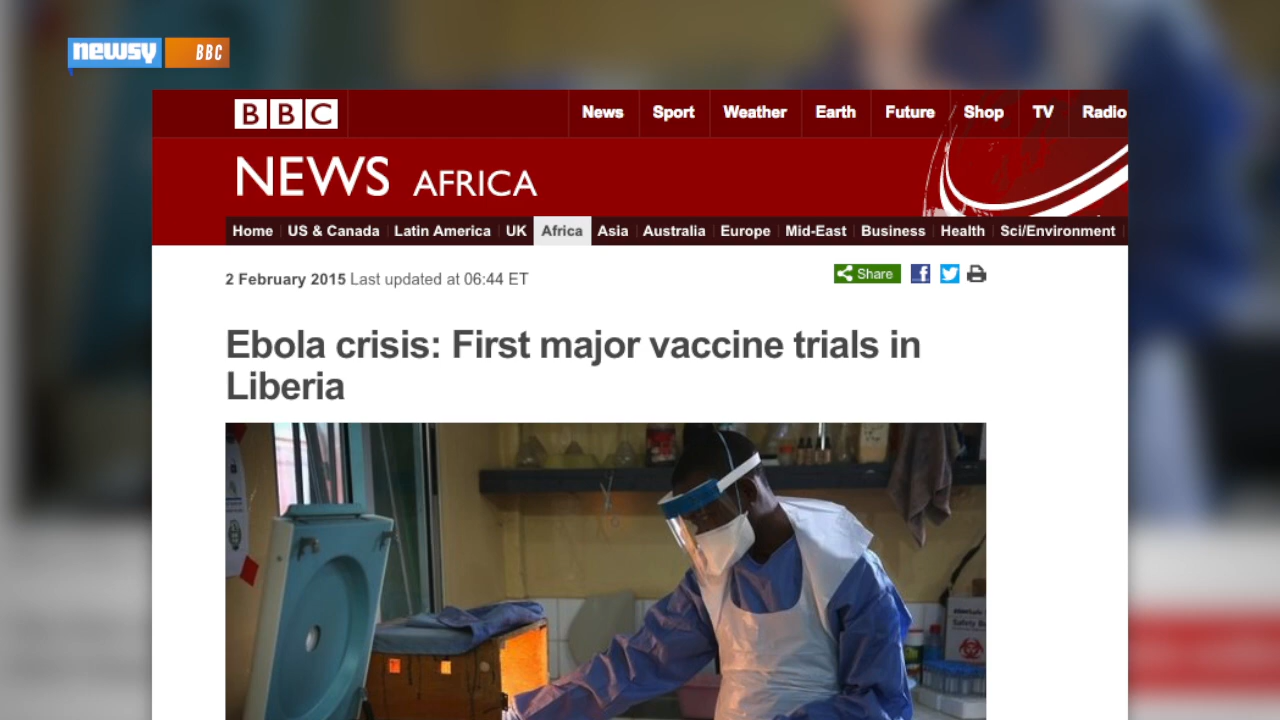 newsy BBC
BBC News Sport Weather Earth Future Shop TV Radio
NEWS AFRICA
Home US & Canada Latin America UK Africa Asia Australia Europe Mid-East Business Health Sci/Environment
2 February 2015 Last updated at 06:44 ET
Share
Ebola crisis: First major vaccine trials in
Liberia
Safety